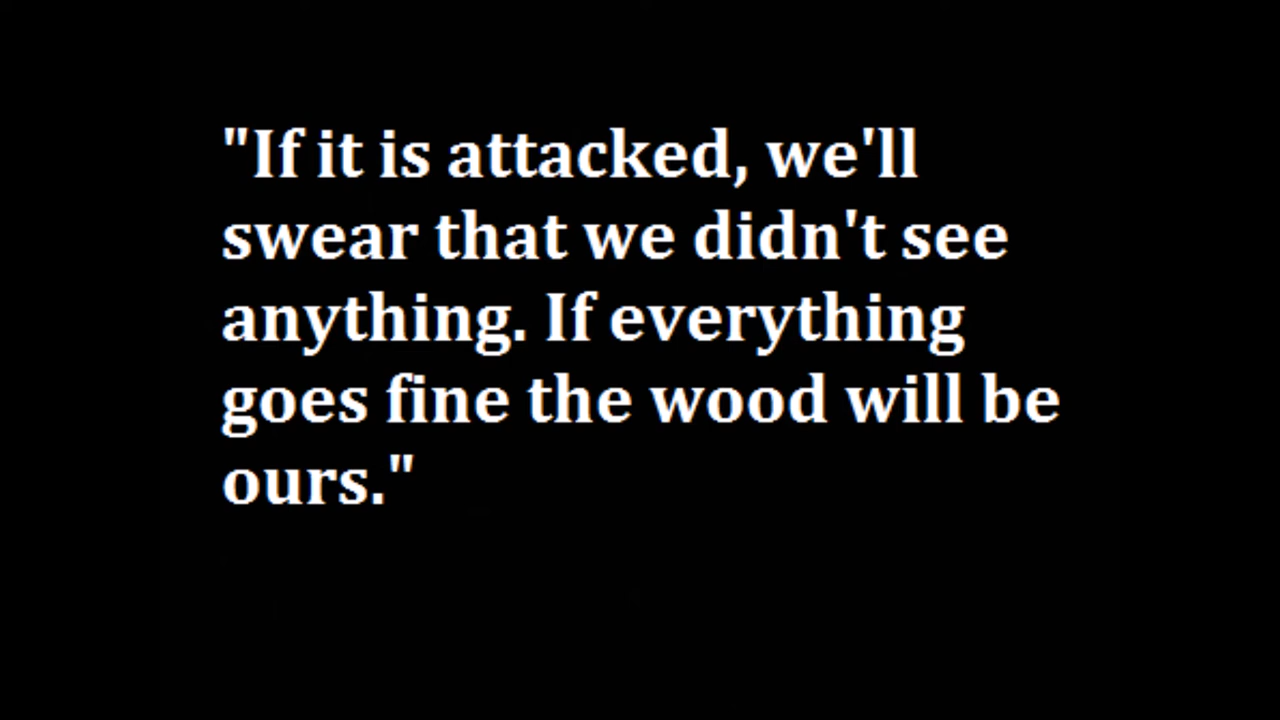 "If it is attacked, we'll
swear that we didn't see
anything. If everything
goes fine the wood will be
ours."